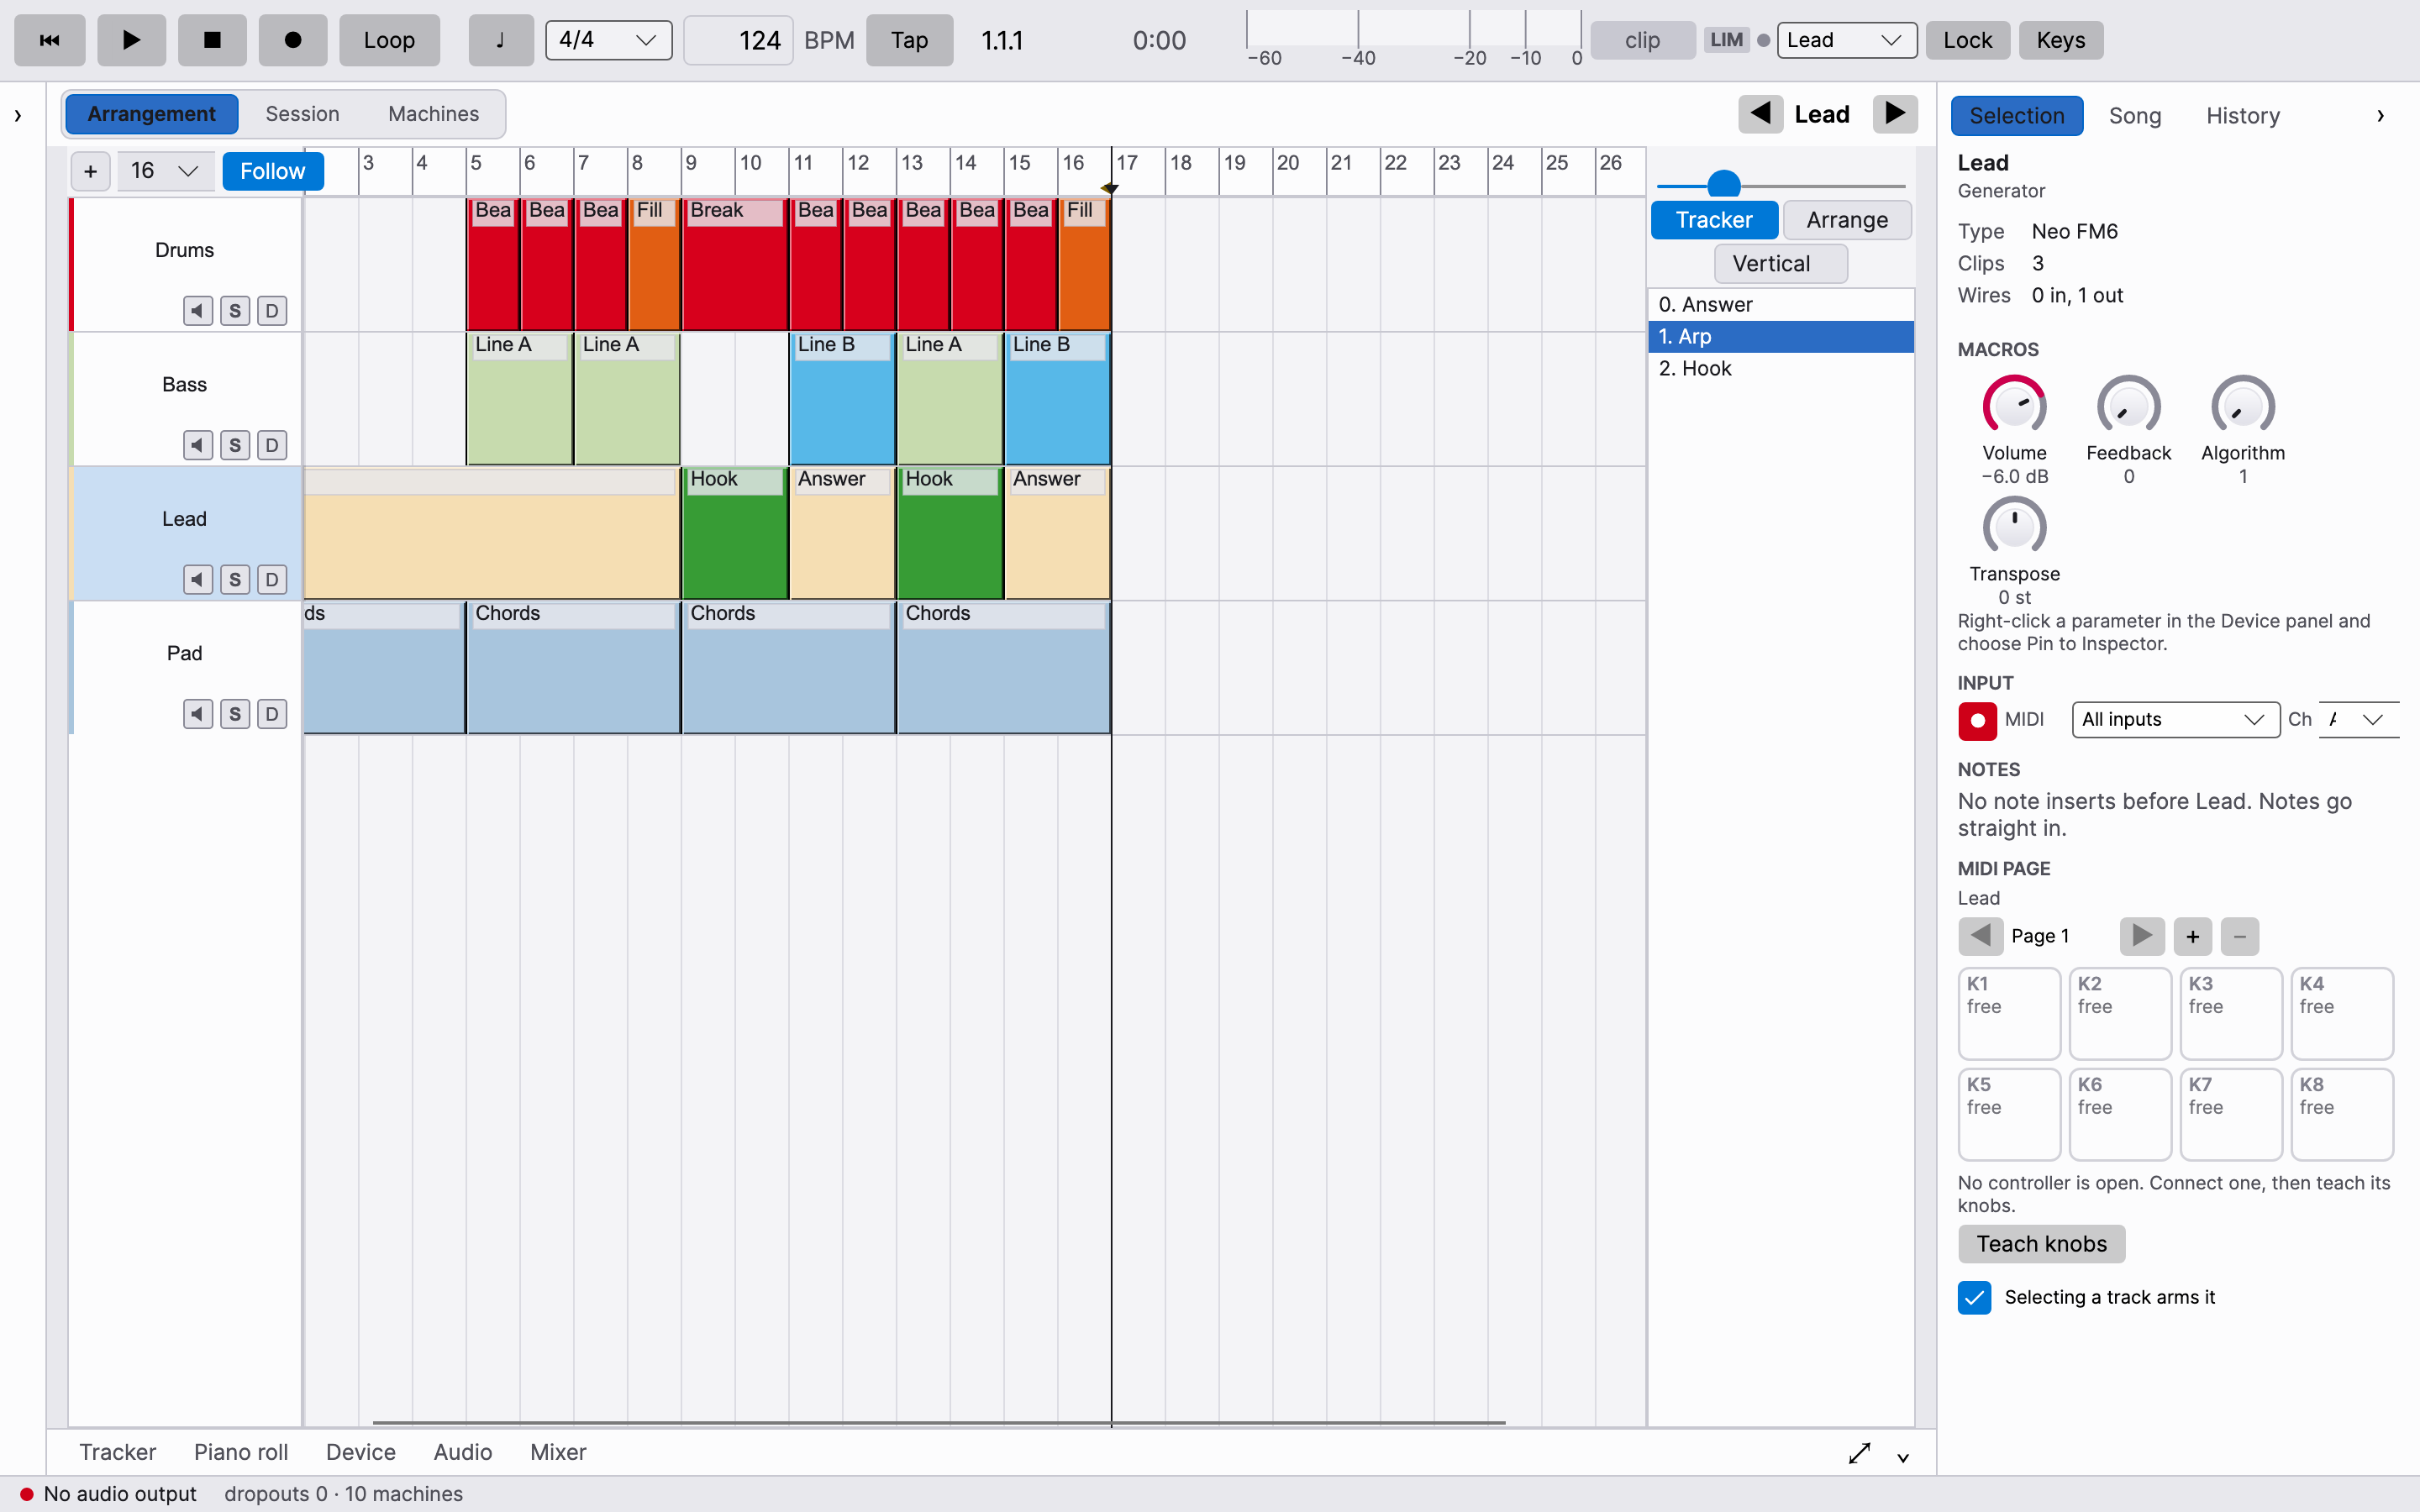 Loop
4/4
124 BPM
Tap
1.1.1
0:00
−60 −40 −20 −10 0
clip
LIM
Lead
Lock
Keys
Arrangement Session Machines
Lead
Selection Song History
+ 16 Follow
3 4 5 6 7 8 9 10 11 12 13 14 15 16 17 18 19 20 21 22 23 24 25 26
Drums
S D
Bea Bea Bea Fill Break Bea Bea Bea Bea Bea Fill
Bass
S D
Line A Line A Line B Line A Line B
Lead
S D
Hook Answer Hook Answer
Pad
S D
ds Chords Chords Chords
Tracker Arrange
Vertical
0. Answer
1. Arp
2. Hook
Lead
Generator
Type Neo FM6
Clips 3
Wires 0 in, 1 out
MACROS
Volume Feedback Algorithm
−6.0 dB 0 1
Transpose
0 st
Right-click a parameter in the Device panel and
choose Pin to Inspector.
INPUT
MIDI All inputs Ch
NOTES
No note inserts before Lead. Notes go
straight in.
MIDI PAGE
Lead
Page 1 + −
K1 K2 K3 K4
free free free free
K5 K6 K7 K8
free free free free
No controller is open. Connect one, then teach its
knobs.
Teach knobs
Selecting a track arms it
Tracker Piano roll Device Audio Mixer
No audio output dropouts 0 · 10 machines